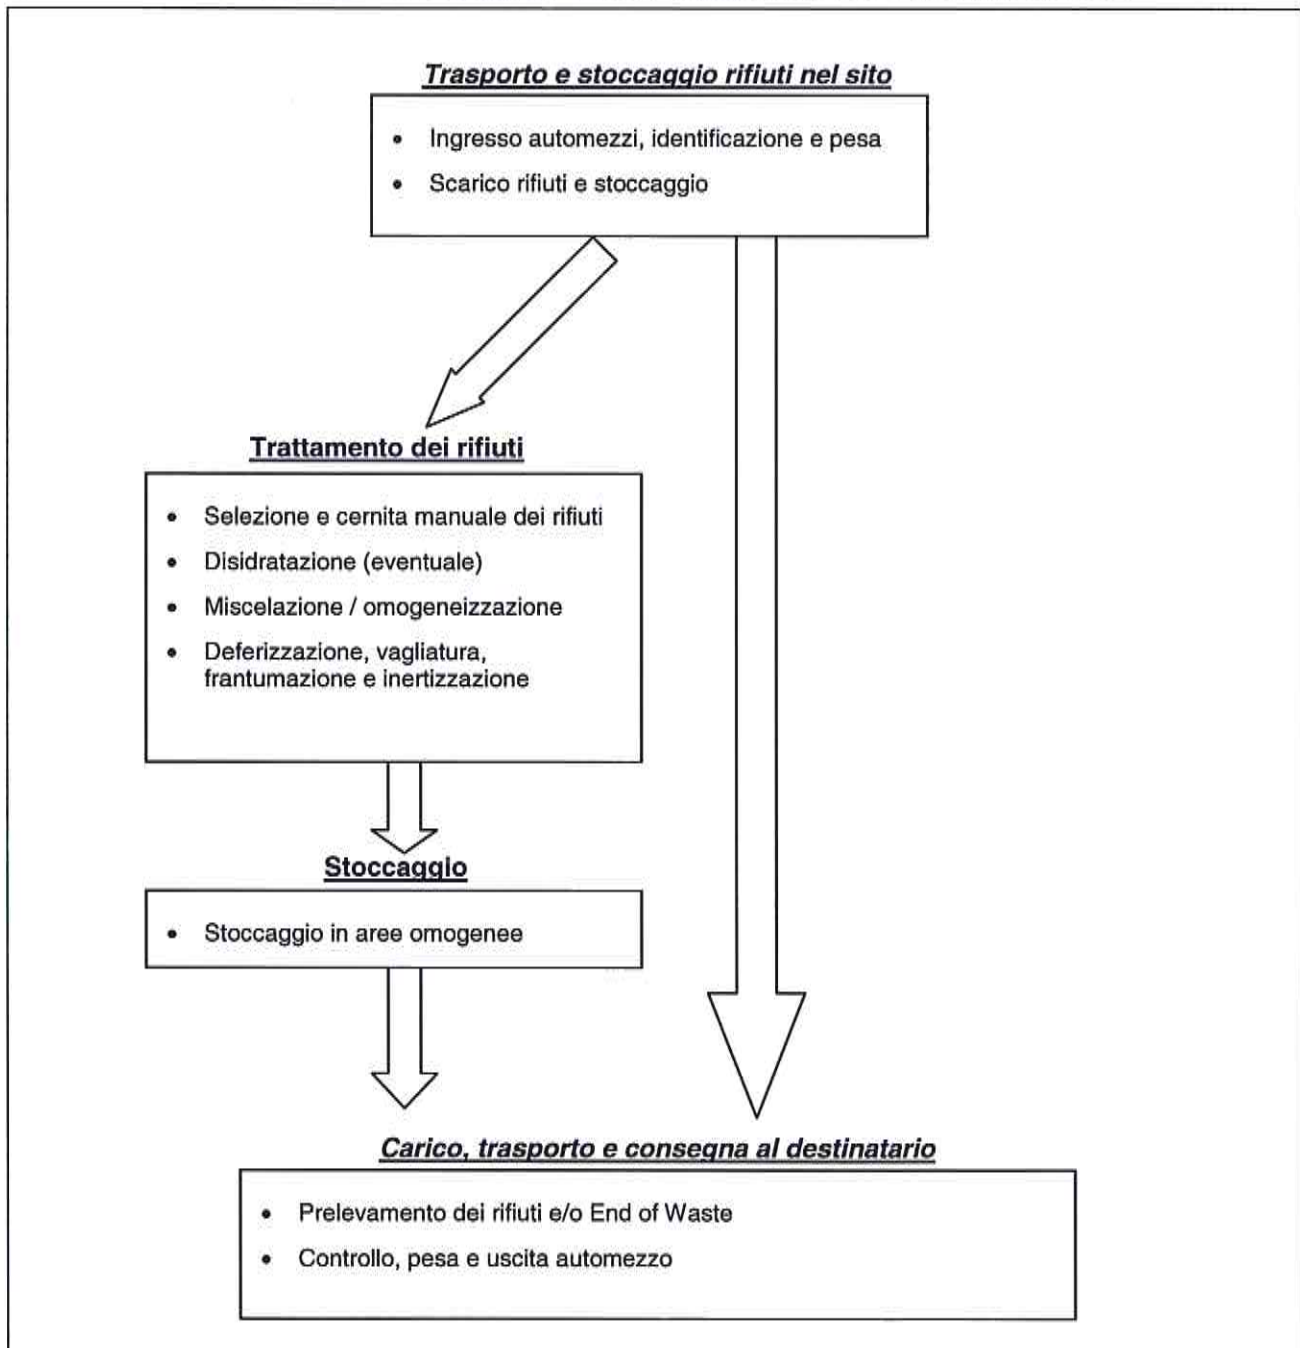 Trasporto e stoccaggio rifiuti nel sito
• Ingresso automezzi, identificazione e pesa
• Scarico rifiuti e stoccaggio
Trattamento dei rifiuti
• Selezione e cernita manuale dei rifiuti
• Disidratazione (eventuale)
• Miscelazione / omogeneizzazione
• Deferizzazione, vagliatura,
frantumazione e inertizzazione
Stoccaggio
• Stoccaggio in aree omogenee
Carico, trasporto e consegna al destinatario
• Prelevamento dei rifiuti e/o End of Waste
• Controllo, pesa e uscita automezzo